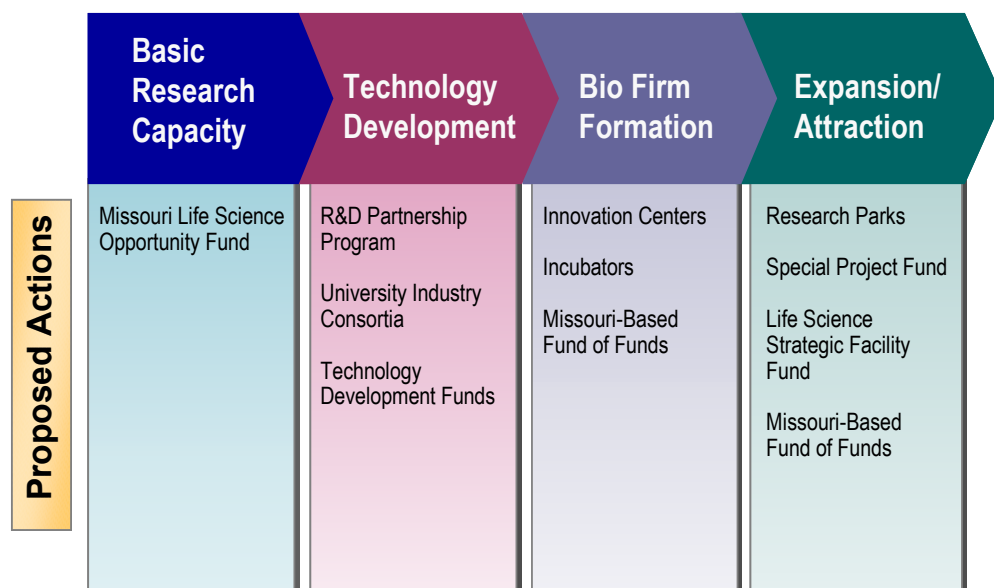 Basic
Research
Capacity
Technology
Development
Bio Firm
Formation
Expansion/
Attraction
Proposed Actions
Missouri Life Science
Opportunity Fund
R&D Partnership
Program
University Industry
Consortia
Technology
Development Funds
Innovation Centers
Incubators
Missouri-Based
Fund of Funds
Research Parks
Special Project Fund
Life Science
Strategic Facility
Fund
Missouri-Based
Fund of Funds